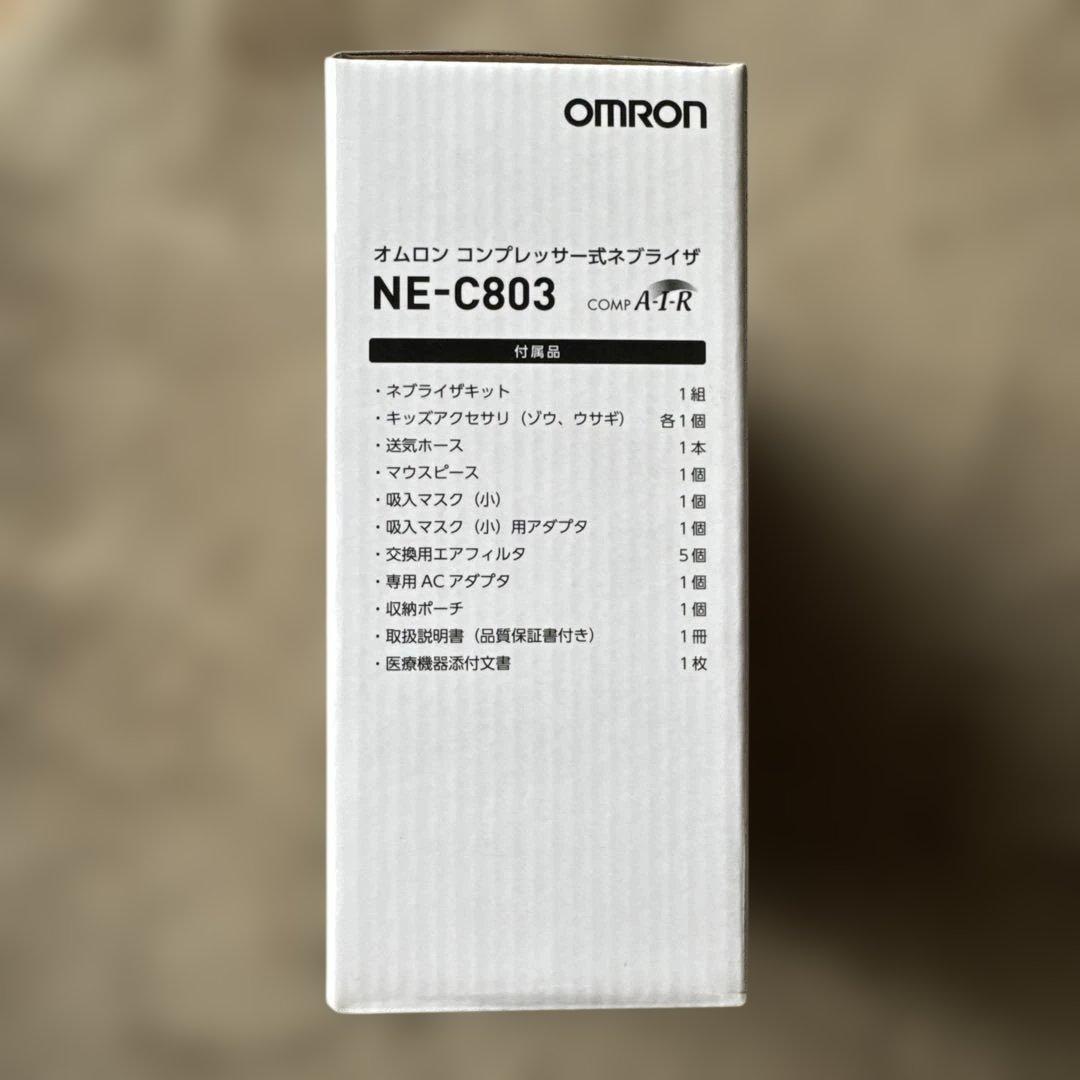 OMRON
オムロン コンプレッサー式ネブライザ
NE-C803 COMP A-I-R
付属品
・ネブライザキット 1組
・キッズアクセサリ（ゾウ、ウサギ） 各1個
・送気ホース 1本
・マウスピース 1個
・吸入マスク（小） 1個
・吸入マスク（小）用アダプタ 1個
・交換用エアフィルタ 5個
・専用 AC アダプタ 1個
・収納ポーチ 1個
・取扱説明書（品質保証書付き） 1冊
・医療機器添付文書 1枚